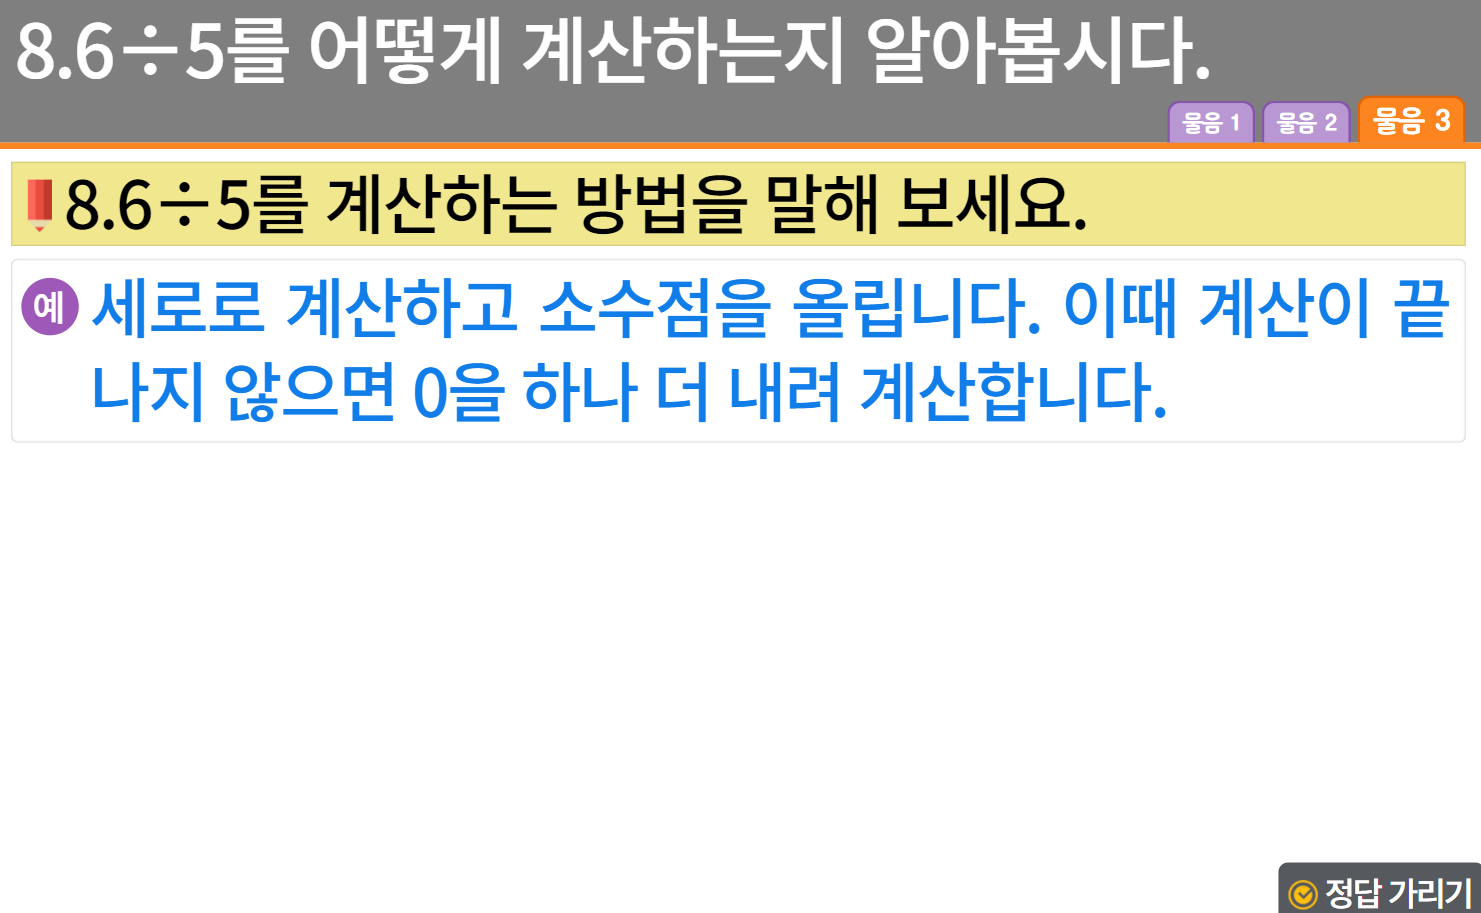 8.6÷5를 어떻게 계산하는지 알아봅시다.
물음 1 물음 2 물음 3
8.6÷5를 계산하는 방법을 말해 보세요.
예 세로로 계산하고 소수점을 올립니다. 이때 계산이 끝
나지 않으면 0을 하나 더 내려 계산합니다.
정답 가리기